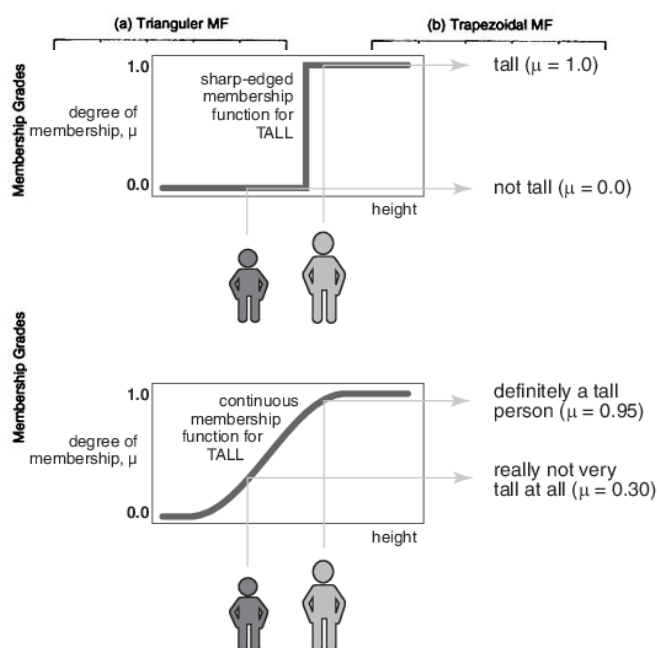 (a) Trianguler MF
(b) Trapezoidal MF
Membership Grades
degree of
membership, μ
1.0
0.0
sharp-edged
membership
function for
TALL
height
tall (μ = 1.0)
not tall (μ = 0.0)
Membership Grades
degree of
membership, μ
1.0
0.0
continuous
membership
function for
TALL
height
definitely a tall
person (μ = 0.95)
really not very
tall at all (μ = 0.30)